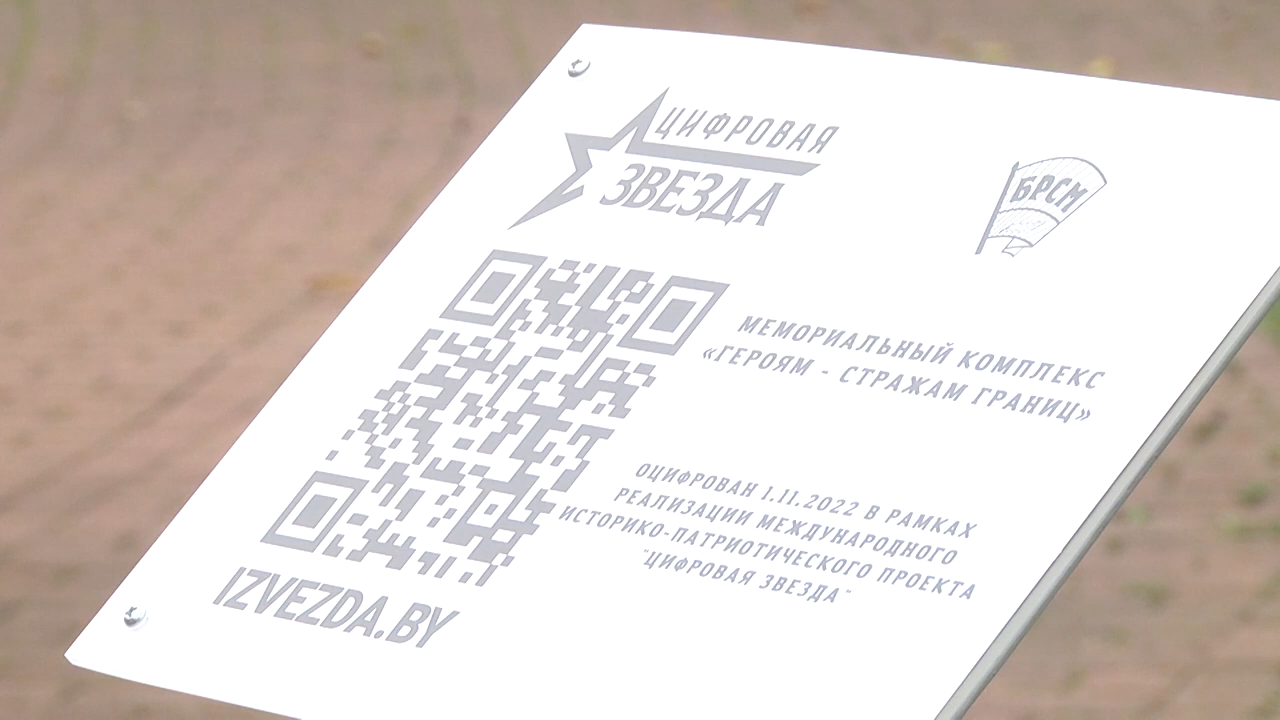 ЦИФРОВАЯ
ЗВЕЗДА
БРСМ
МЕМОРИАЛЬНЫЙ КОМПЛЕКС
«ГЕРОЯМ - СТРАЖАМ ГРАНИЦ»
ОЦИФРОВАН 1.11.2022 В РАМКАХ
РЕАЛИЗАЦИИ МЕЖДУНАРОДНОГО
ИСТОРИКО-ПАТРИОТИЧЕСКОГО ПРОЕКТА
"ЦИФРОВАЯ ЗВЕЗДА"
IZVEZDA.BY